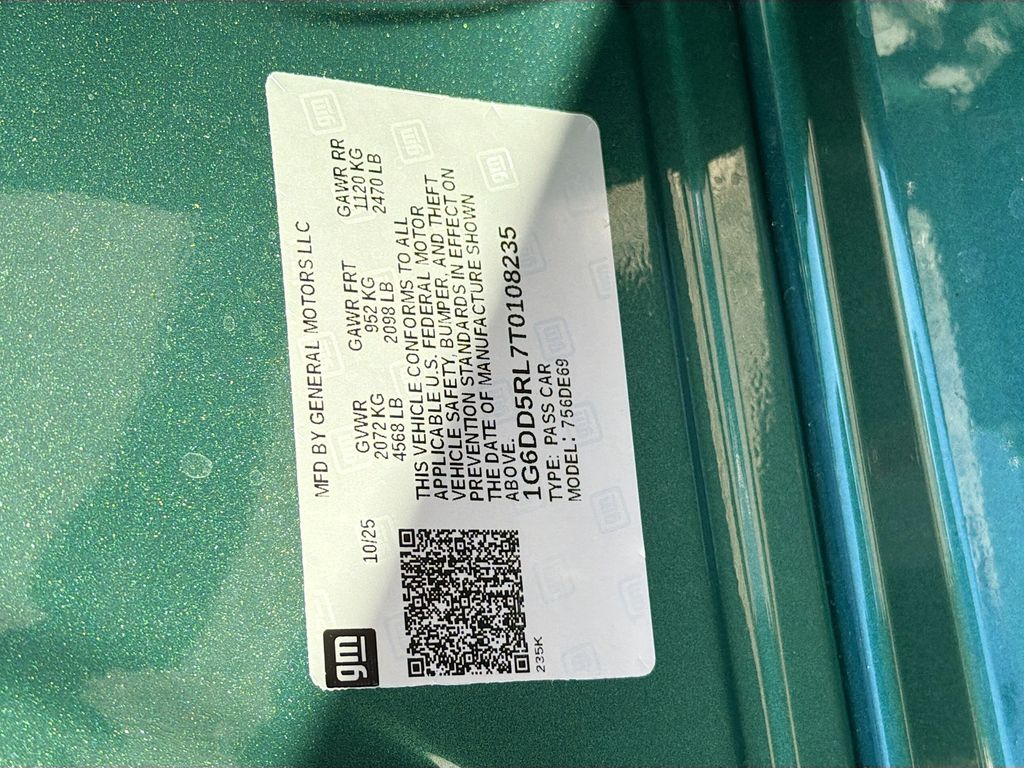 gm
10/25
MFD BY GENERAL MOTORS LLC
GVWR GAWR FRT GAWR RR
2072 KG 952 KG 1120 KG
4568 LB 2098 LB 2470 LB
THIS VEHICLE CONFORMS TO ALL
APPLICABLE U.S. FEDERAL MOTOR
VEHICLE SAFETY, BUMPER, AND THEFT
PREVENTION STANDARDS IN EFFECT ON
THE DATE OF MANUFACTURE SHOWN
ABOVE.
1G6DD5RL7T0108235
TYPE: PASS CAR
MODEL: 756DE69
235K